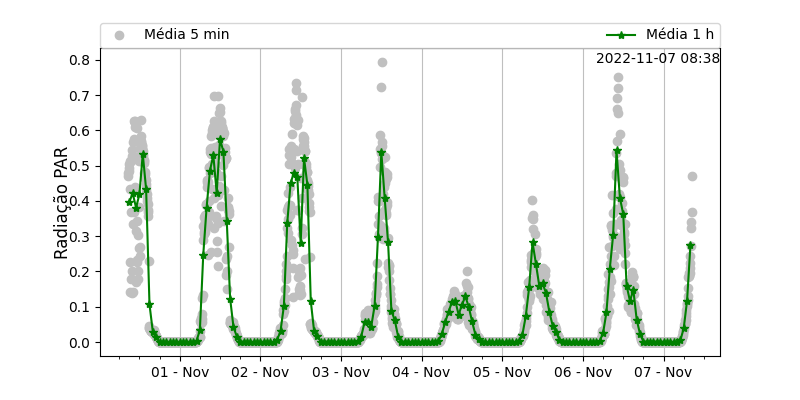 Média 5 min
Média 1 h
2022-11-07 08:38
Radiação PAR
0.8
0.7
0.6
0.5
0.4
0.3
0.2
0.1
0.0
01 - Nov
02 - Nov
03 - Nov
04 - Nov
05 - Nov
06 - Nov
07 - Nov